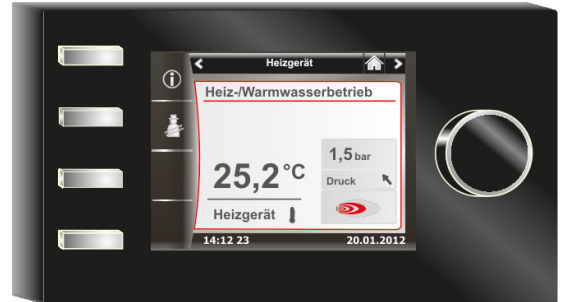 Heizgerät
Heiz-/Warmwasserbetrieb
1,5 bar
25,2°C
Druck
Heizgerät
14:12 23 20.01.2012